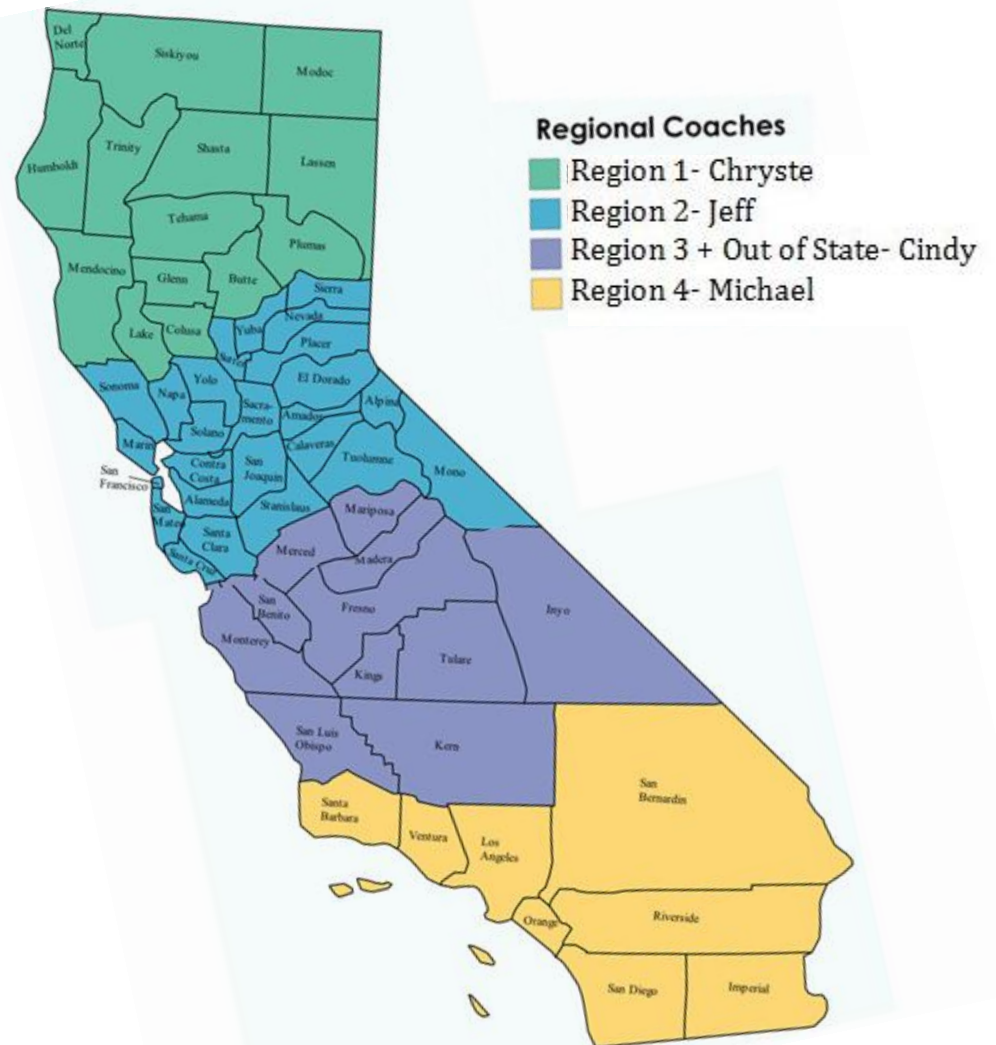 Del
Norte
Siskiyou
Modoc
Humboldt
Trinity
Shasta
Lassen
Tehama
Plumas
Mendocino
Glenn
Butte
Lake
Colusa
Sierra
Nevada
Yuba
Placer
Sutter
Sonoma
Napa
Yolo
El Dorado
Sacra-
mento
Alpine
Amador
Solano
Marin
Calaveras
Contra
Costa
San
Joaquin
Tuolumne
Mono
San
Francisco
Alameda
Stanislaus
San
Mateo
Santa
Clara
Santa Cruz
Mariposa
Merced
Madera
San
Benito
Fresno
Inyo
Monterey
Kings
Tulare
San Luis
Obispo
Kern
Santa
Barbara
Ventura
Los
Angeles
San
Bernardin
Orange
Riverside
San Diego
Imperial
Regional Coaches
Region 1- Chryste
Region 2- Jeff
Region 3 + Out of State- Cindy
Region 4- Michael